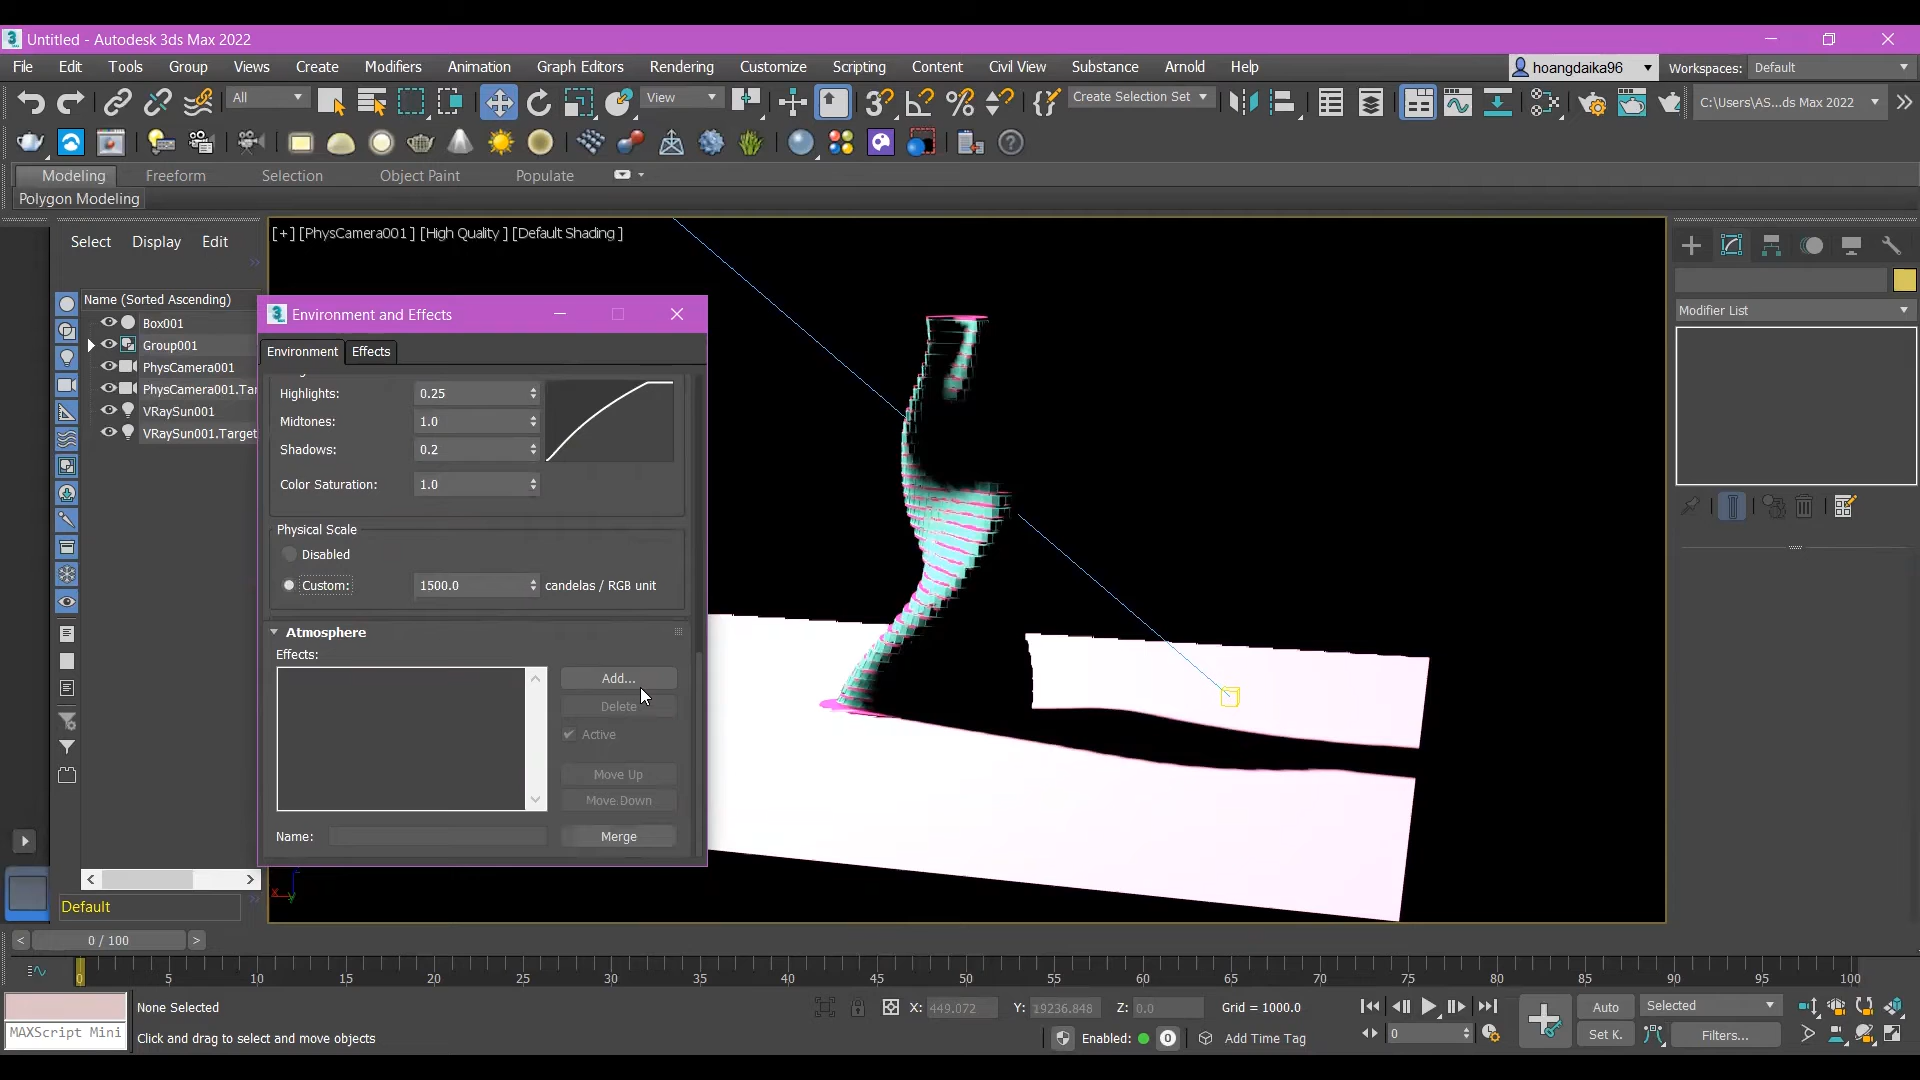 Untitled - Autodesk 3ds Max 2022
File Edit Tools Group Views Create Modifiers Animation Graph Editors Rendering Customize Scripting Content Civil View Substance Arnold Help
hoangdaika96
Workspaces: Default
All
View
Create Selection Set
C:\Users\AS...ds Max 2022
Modeling Freeform Selection Object Paint Populate
Polygon Modeling
Select Display Edit
Name (Sorted Ascending)
Box001
Group001
PhysCamera001
PhysCamera001.Tar
VRaySun001
VRaySun001.Target
Default
[+] [PhysCamera001] [High Quality ] [Default Shading ]
Environment and Effects
Environment Effects
Highlights: 0.25
Midtones: 1.0
Shadows: 0.2
Color Saturation: 1.0
Physical Scale
Disabled
Custom: 1500.0 candelas / RGB unit
Atmosphere
Effects:
Add...
Delete
Active
Move Up
Move Down
Name:
Merge
Modifier List
0 / 100
0 5 10 15 20 25 30 35 40 45 50 55 60 65 70 75 80 85 90 95 100
None Selected
X: 449.072 Y: 19236.848 Z: 0.0 Grid = 1000.0
Auto
Selected
MAXScript Mini
Click and drag to select and move objects
Enabled: 0 Add Time Tag
0
Set K.
Filters...